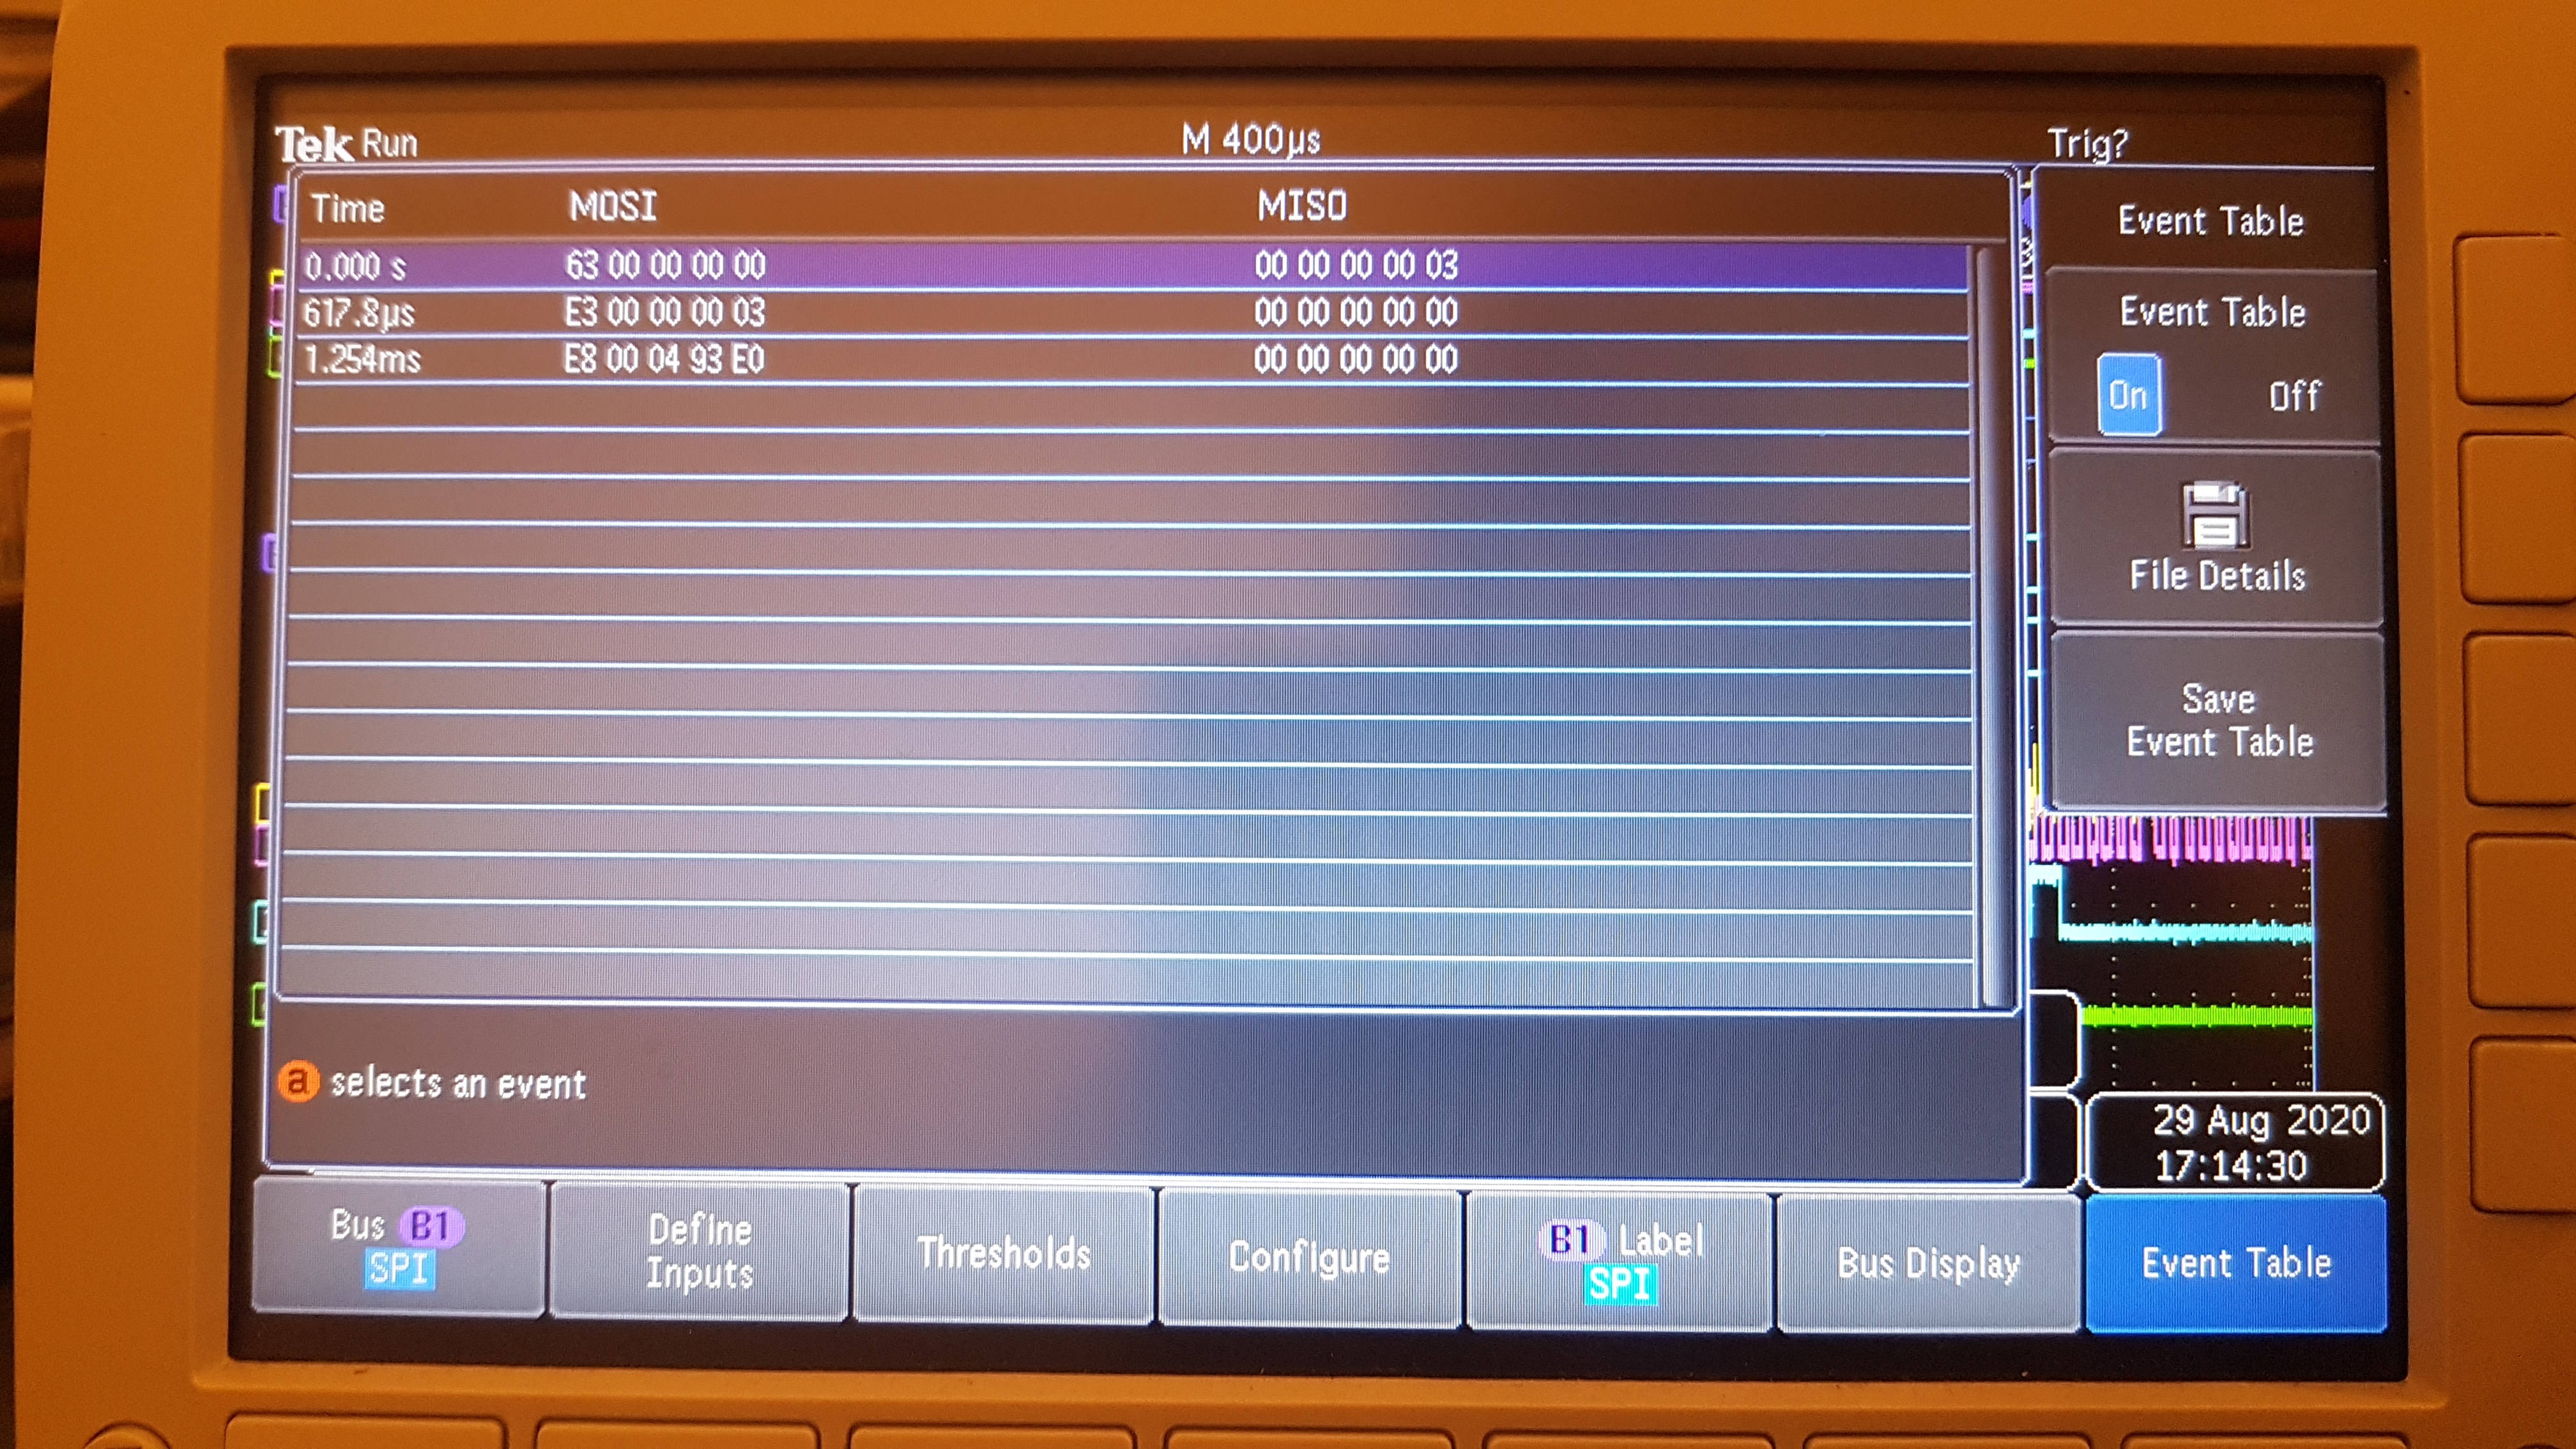 Tek Run M 400µs Trig?
Time MOSI MISO
0.000 s 63 00 00 00 00 00 00 00 00 03
617.8µs E3 00 00 00 03 00 00 00 00 00
1.254ms E8 00 04 93 E0 00 00 00 00 00
a selects an event
Event Table
Event Table
On Off
File Details
Save
Event Table
29 Aug 2020
17:14:30
Bus B1
SPI
Define
Inputs
Thresholds
Configure
B1 Label
SPI
Bus Display
Event Table